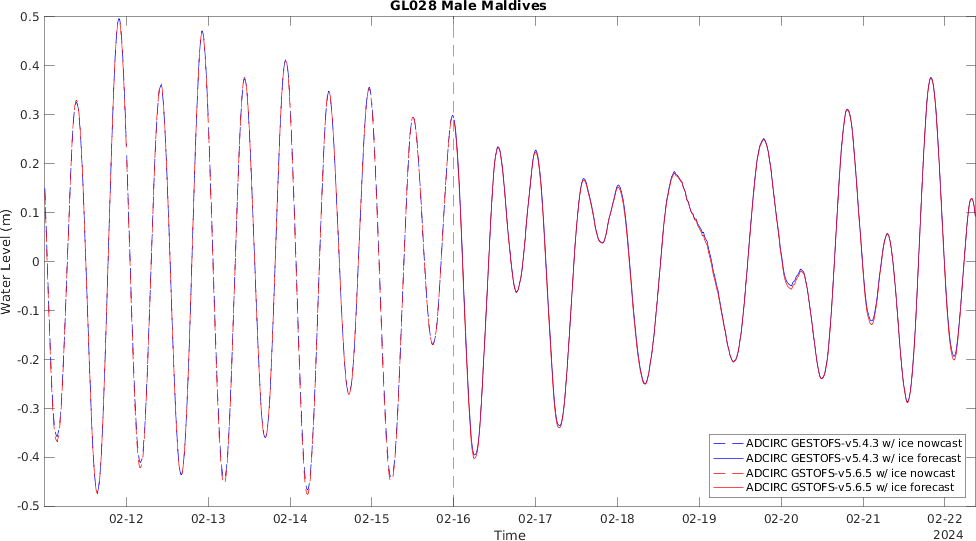 GL028 Male Maldives
0.5
0.4
0.3
0.2
0.1
0
-0.1
-0.2
-0.3
-0.4
-0.5
Water Level (m)
ADCIRC GESTOFS-v5.4.3 w/ ice nowcast
ADCIRC GESTOFS-v5.4.3 w/ ice forecast
ADCIRC GSTOFS-v5.6.5 w/ ice nowcast
ADCIRC GSTOFS-v5.6.5 w/ ice forecast
02-12 02-13 02-14 02-15 02-16 02-17 02-18 02-19 02-20 02-21 02-22
2024
Time